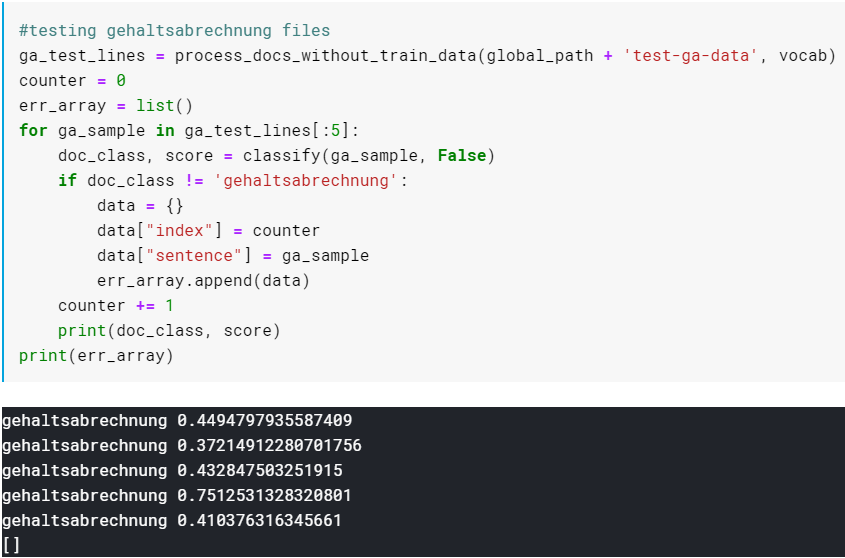 #testing gehaltsabrechnung files
ga_test_lines = process_docs_without_train_data(global_path + 'test-ga-data', vocab)
counter = 0
err_array = list()
for ga_sample in ga_test_lines[:5]:
    doc_class, score = classify(ga_sample, False)
    if doc_class != 'gehaltsabrechnung':
        data = {}
        data["index"] = counter
        data["sentence"] = ga_sample
        err_array.append(data)
    counter += 1
    print(doc_class, score)
print(err_array)
gehaltsabrechnung 0.4494797935587409
gehaltsabrechnung 0.37214912280701756
gehaltsabrechnung 0.432847503251915
gehaltsabrechnung 0.7512531328320801
gehaltsabrechnung 0.410376316345661
[]